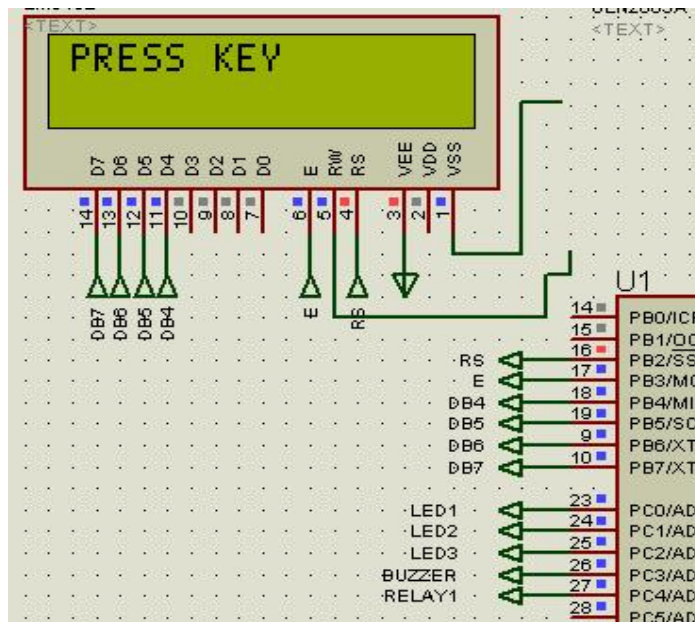 <TEXT>
<TEXT>
PRESS KEY
D7 D6 D5 D4 D3 D2 D1 D0 E RW RS VEE VDD VSS
14 13 12 11 10 9 8 7 6 5 4 3 2 1
DB7 DB6 DB5 DB4 E RS
U1
14 PB0/ICP
15 PB1/OC
RS 16 PB2/SS
E 17 PB3/MO
DB4 18 PB4/MI
DB5 19 PB5/SC
DB6 9 PB6/XT
DB7 10 PB7/XT
LED1 23 PC0/AD
LED2 24 PC1/AD
LED3 25 PC2/AD
BUZZER 26 PC3/AD
RELAY1 27 PC4/AD
28 PC5/AD